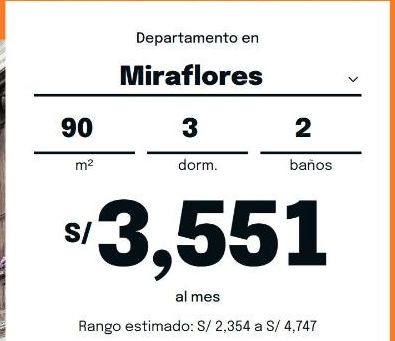 Departamento en
Miraflores
90 3 2
m² dorm. baños
S/3,551
al mes
Rango estimado: S/ 2,354 a S/ 4,747